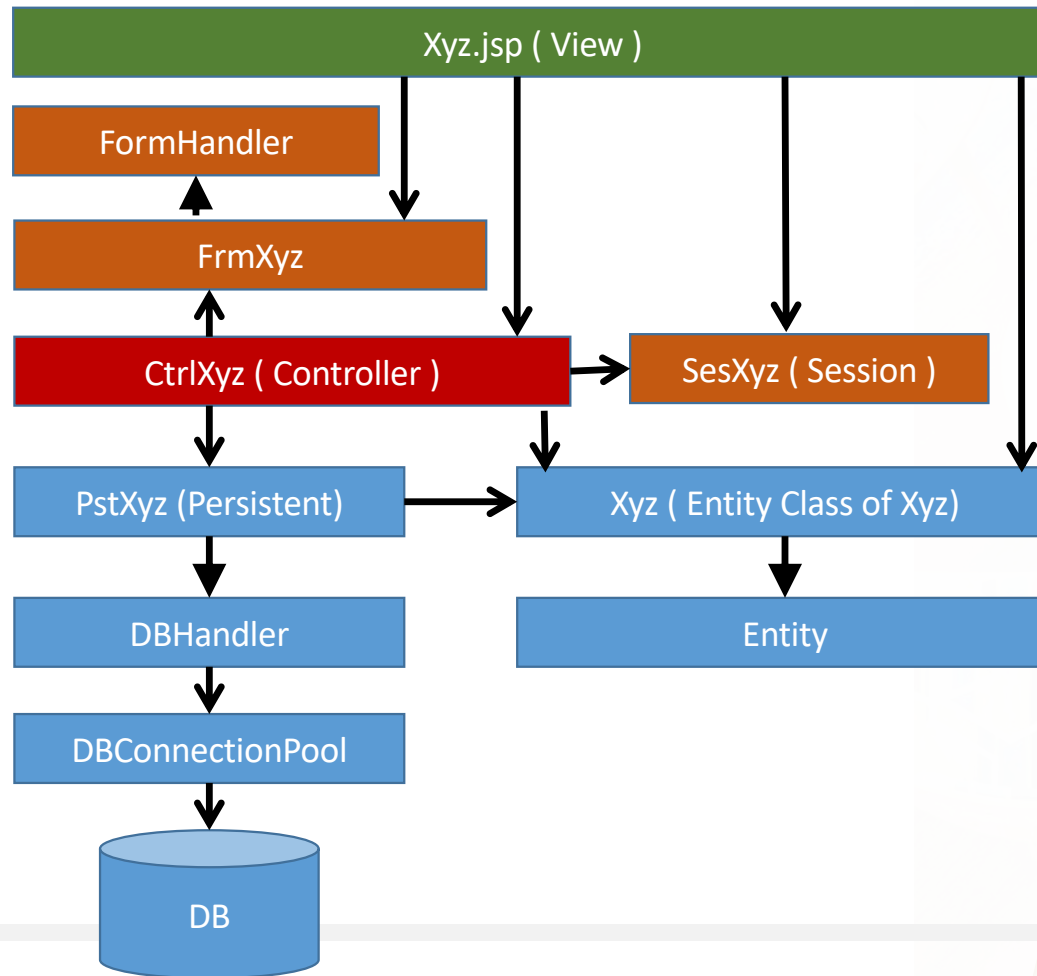 Xyz.jsp ( View )
FormHandler
FrmXyz
CtrlXyz ( Controller )
SesXyz ( Session )
PstXyz (Persistent)
Xyz ( Entity Class of Xyz)
DBHandler
Entity
DBConnectionPool
DB